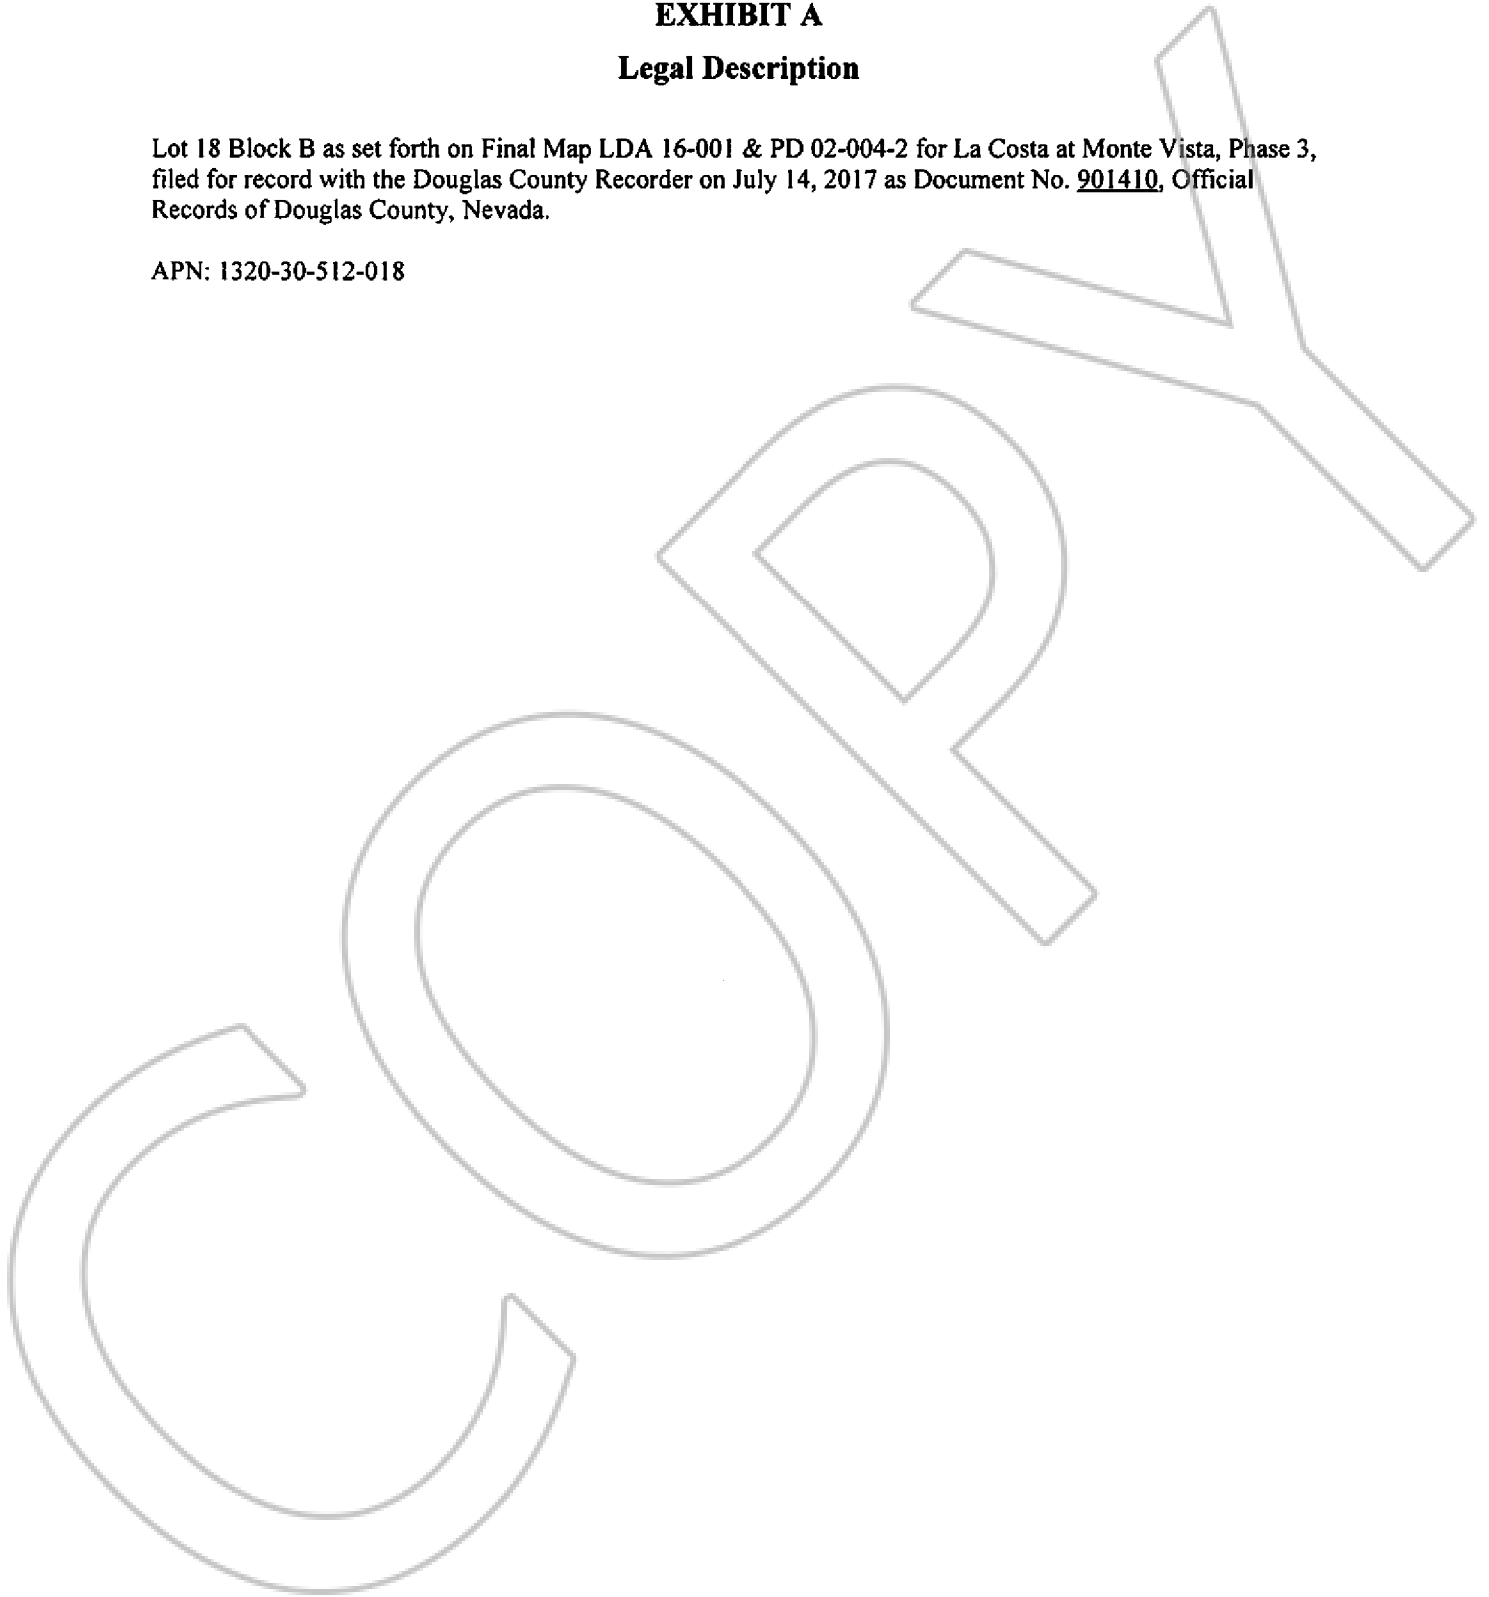 EXHIBIT A
Legal Description
Lot 18 Block B as set forth on Final Map LDA 16-001 & PD 02-004-2 for La Costa at Monte Vista, Phase 3,
filed for record with the Douglas County Recorder on July 14, 2017 as Document No. 901410, Official
Records of Douglas County, Nevada.
APN: 1320-30-512-018
COPY